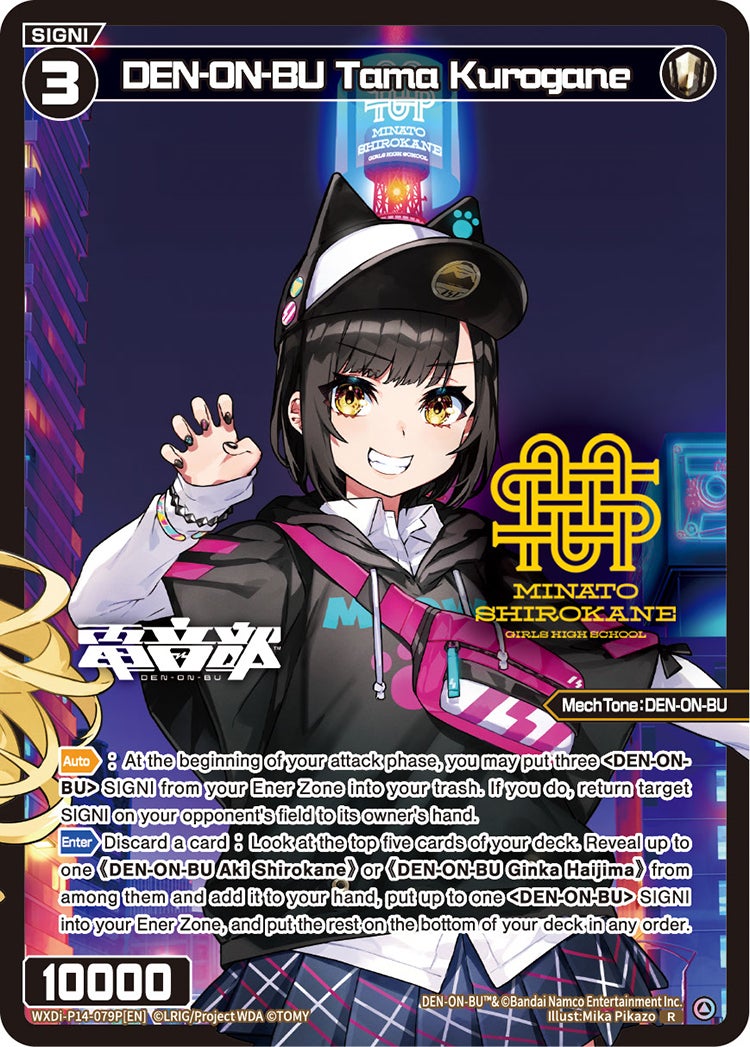 SIGNI
3 DEN-ON-BU Tama Kurogane
MINATO
SHIROKANE
GIRLS HIGH SCHOOL
MINATO
SHIROKANE
GIRLS HIGH SCHOOL
電音部™
DEN-ON-BU
Mech Tone:DEN-ON-BU
Auto : At the beginning of your attack phase, you may put three <DEN-ON-
BU> SIGNI from your Ener Zone into your trash. If you do, return target
SIGNI on your opponent's field to its owner's hand.
Enter Discard a card : Look at the top five cards of your deck. Reveal up to
one 《DEN-ON-BU Aki Shirokane》 or 《DEN-ON-BU Ginka Haijima》 from
among them and add it to your hand, put up to one <DEN-ON-BU> SIGNI
into your Ener Zone, and put the rest on the bottom of your deck in any order.
10000
DEN-ON-BU™& ©Bandai Namco Entertainment Inc.
WXDi-P14-079P[EN] ©LRIG/Project WDA ©TOMY
Illust:Mika Pikazo R